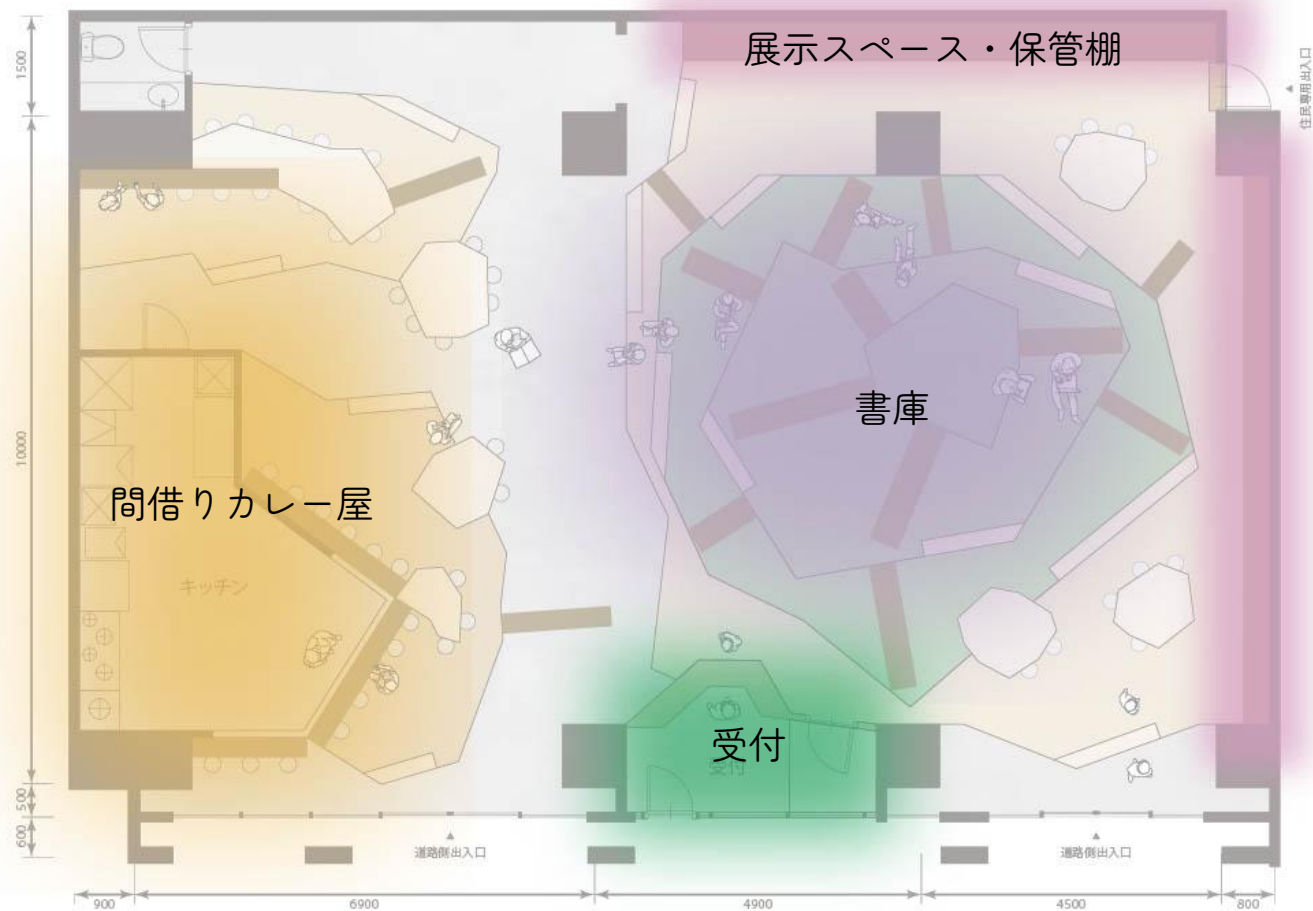 展示スペース・保管棚
住民専用出入口
1500
10000
500
600
書庫
間借りカレー屋
キッチン
受付
受付
道路側出入口
道路側出入口
900
6900
4900
4500
800